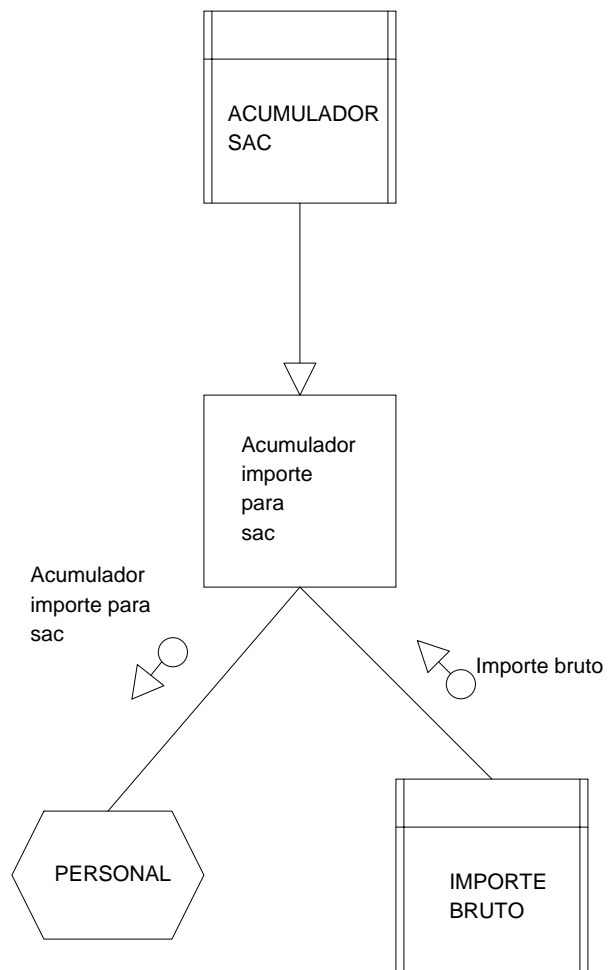 ACUMULADOR
SAC
Acumulador
importe
para
sac
Acumulador
importe para
sac
Importe bruto
PERSONAL
IMPORTE
BRUTO